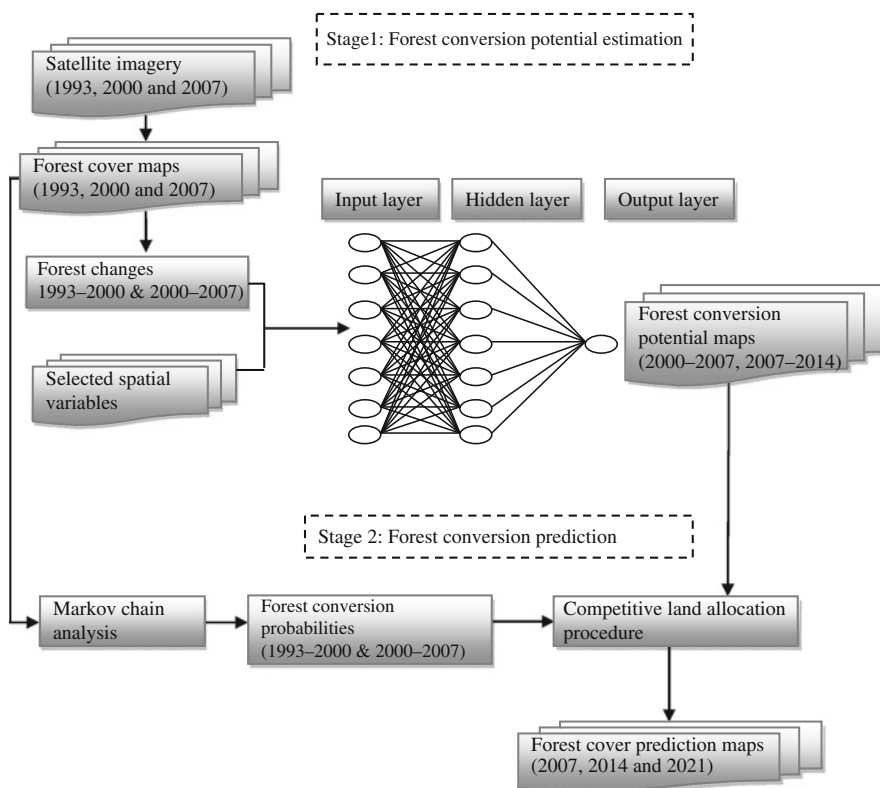 Stage1: Forest conversion potential estimation
Satellite imagery
(1993, 2000 and 2007)
Forest cover maps
(1993, 2000 and 2007)
Input layer
Hidden layer
Output layer
Forest changes
1993–2000 & 2000–2007)
Forest conversion
potential maps
(2000–2007, 2007–2014)
Selected spatial
variables
Stage 2: Forest conversion prediction
Markov chain
analysis
Forest conversion
probabilities
(1993–2000 & 2000–2007)
Competitive land allocation
procedure
Forest cover prediction maps
(2007, 2014 and 2021)